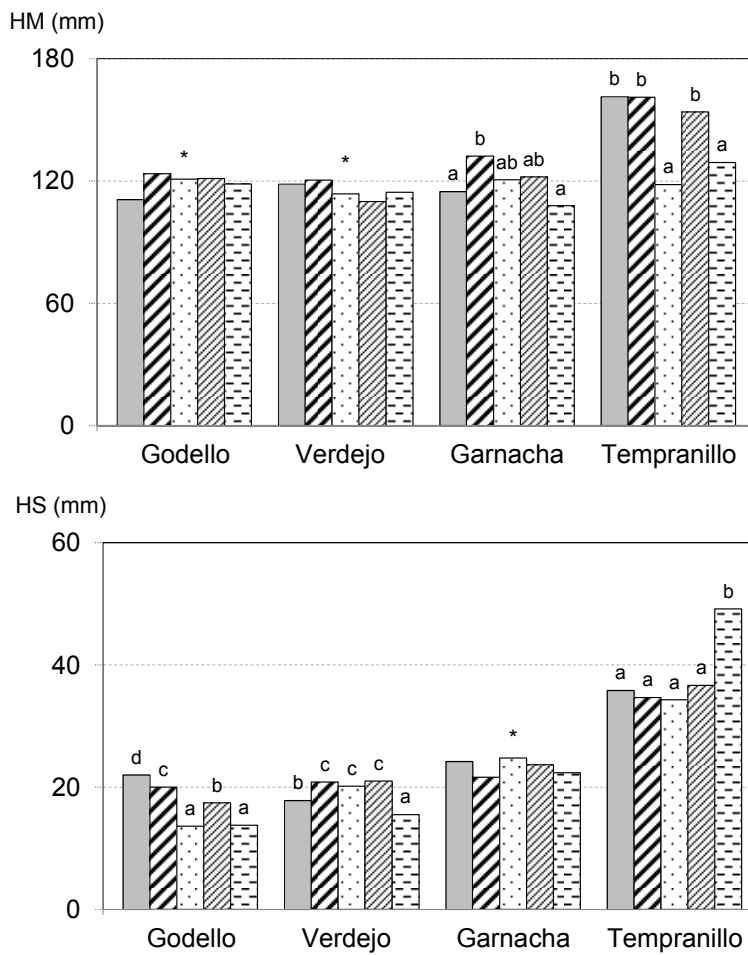 HM (mm)
180
b b
b
*
*
b
ab ab
a
a
a
a
120
60
0
Godello Verdejo Garnacha Tempranillo
HS (mm)
60
b
40
a a a a
*
d
c
a
b
a
b
c c c
a
20
0
Godello Verdejo Garnacha Tempranillo